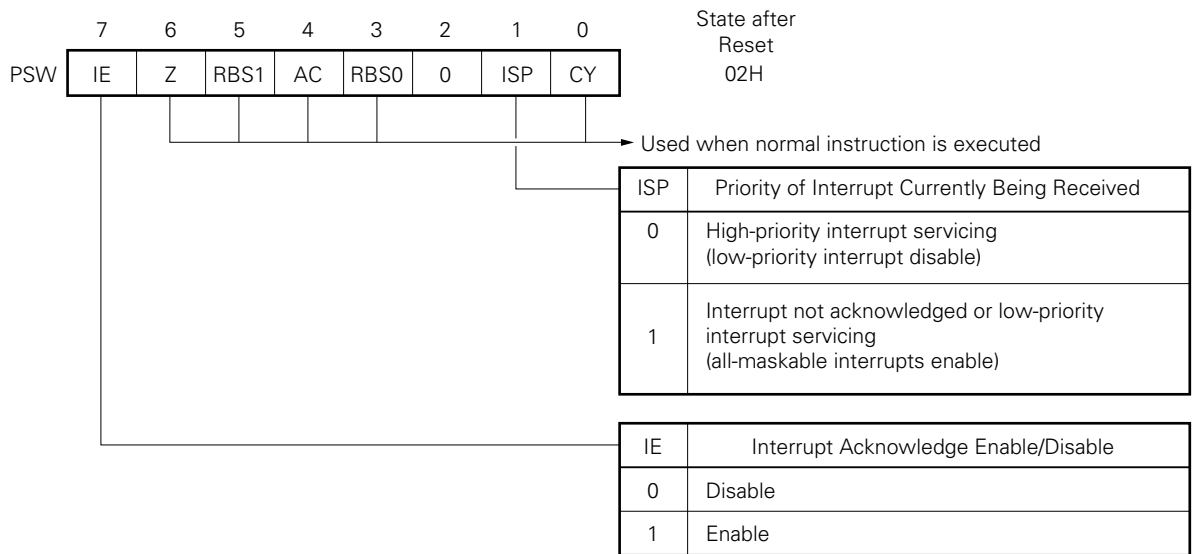 State after
7 6 5 4 3 2 1 0
Reset
PSW IE Z RBS1 AC RBS0 0 ISP CY 02H
Used when normal instruction is executed
ISP Priority of Interrupt Currently Being Received
0 High-priority interrupt servicing
(low-priority interrupt disable)
Interrupt not acknowledged or low-priority
1 interrupt servicing
(all-maskable interrupts enable)
IE Interrupt Acknowledge Enable/Disable
0 Disable
1 Enable